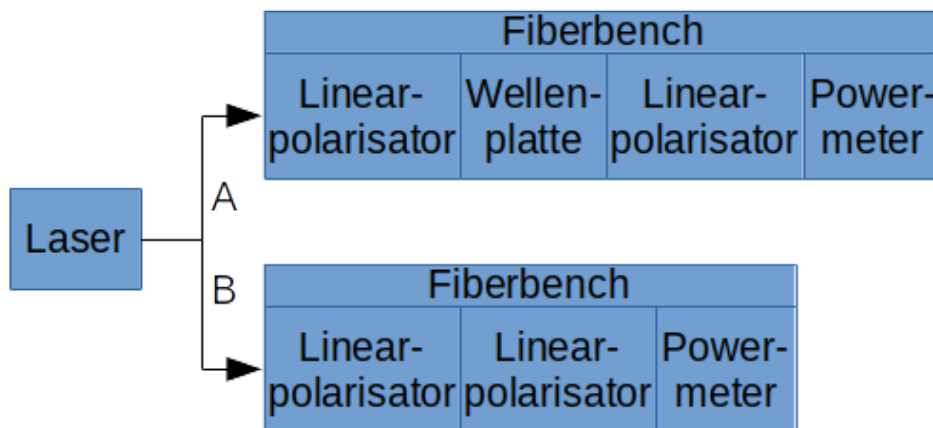 Fiberbench
Linear-
polarisator
Wellen-
platte
Linear-
polarisator
Power-
meter
A
Laser
B
Fiberbench
Linear-
polarisator
Linear-
polarisator
Power-
meter